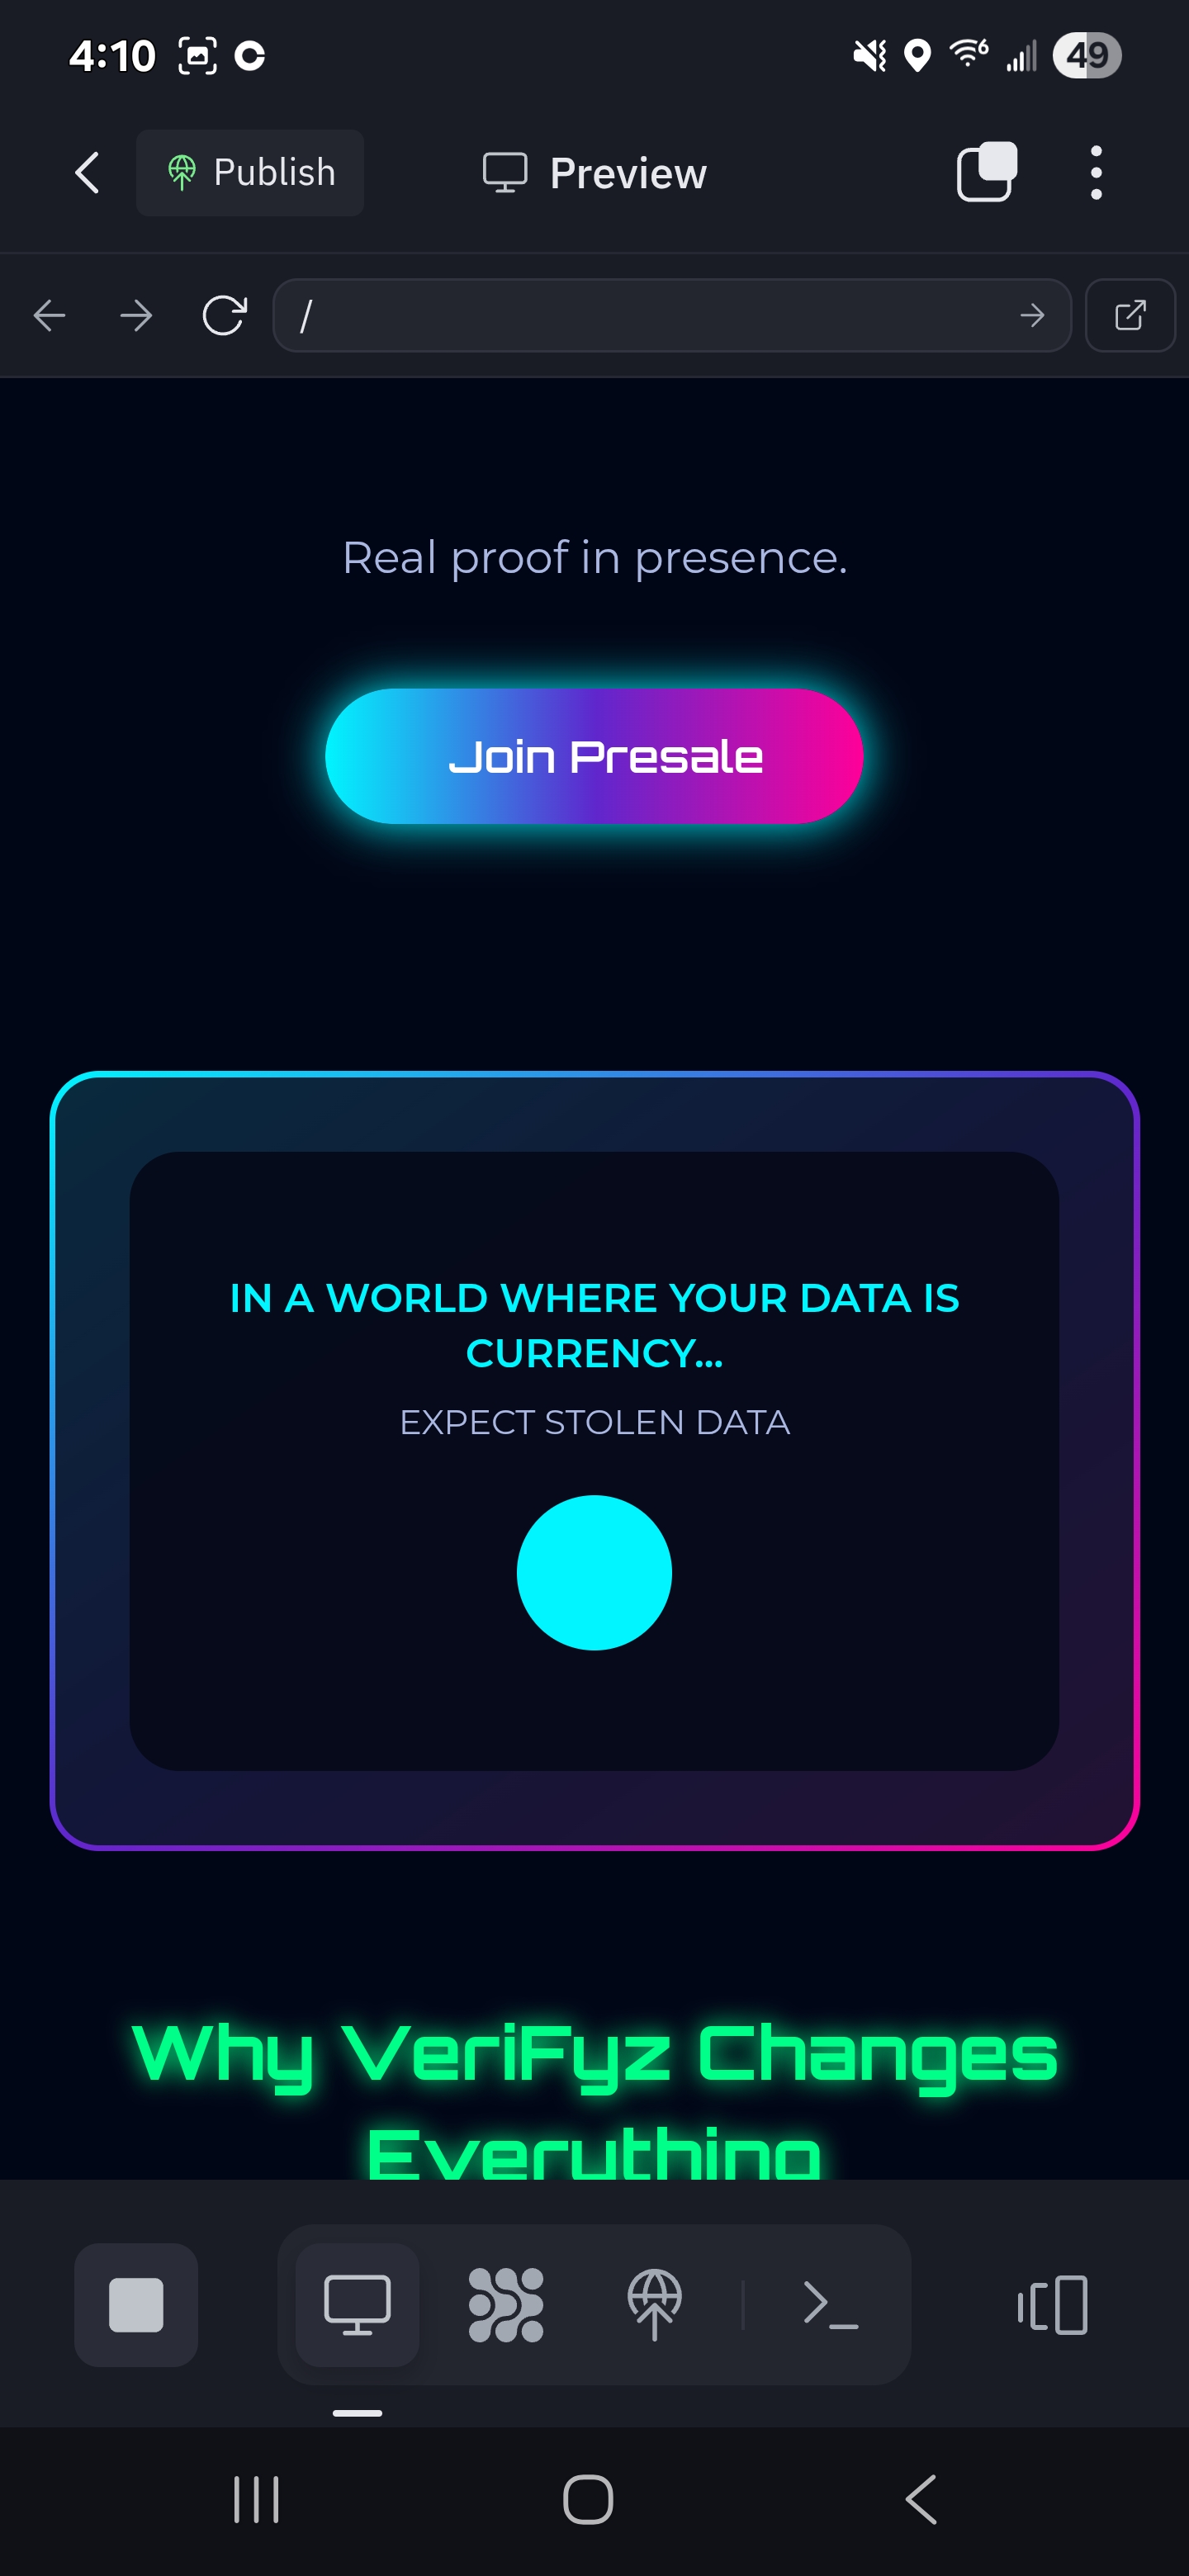 4:10
6
49
Publish
Preview
/
Real proof in presence.
Join Presale
IN A WORLD WHERE YOUR DATA IS
CURRENCY...
EXPECT STOLEN DATA
Why VeriFyz Changes
Everything